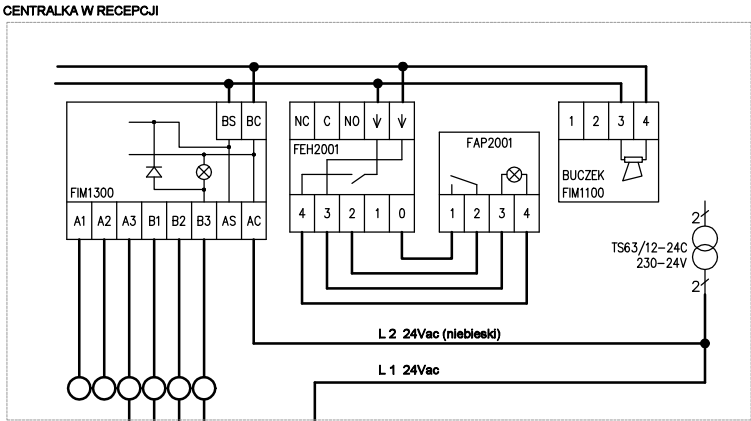 CENTRALKA W RECEPCJI
BS BC
FIM1300
A1 A2 A3 B1 B2 B3 AS AC
NC C NO
FEH2001
4 3 2 1 0
FAP2001
1 2 3 4
1 2 3 4
BUCZEK
FIM1100
2
TS63/12-24C
230-24V
2
L 2 24Vac (niebieski)
L 1 24Vac